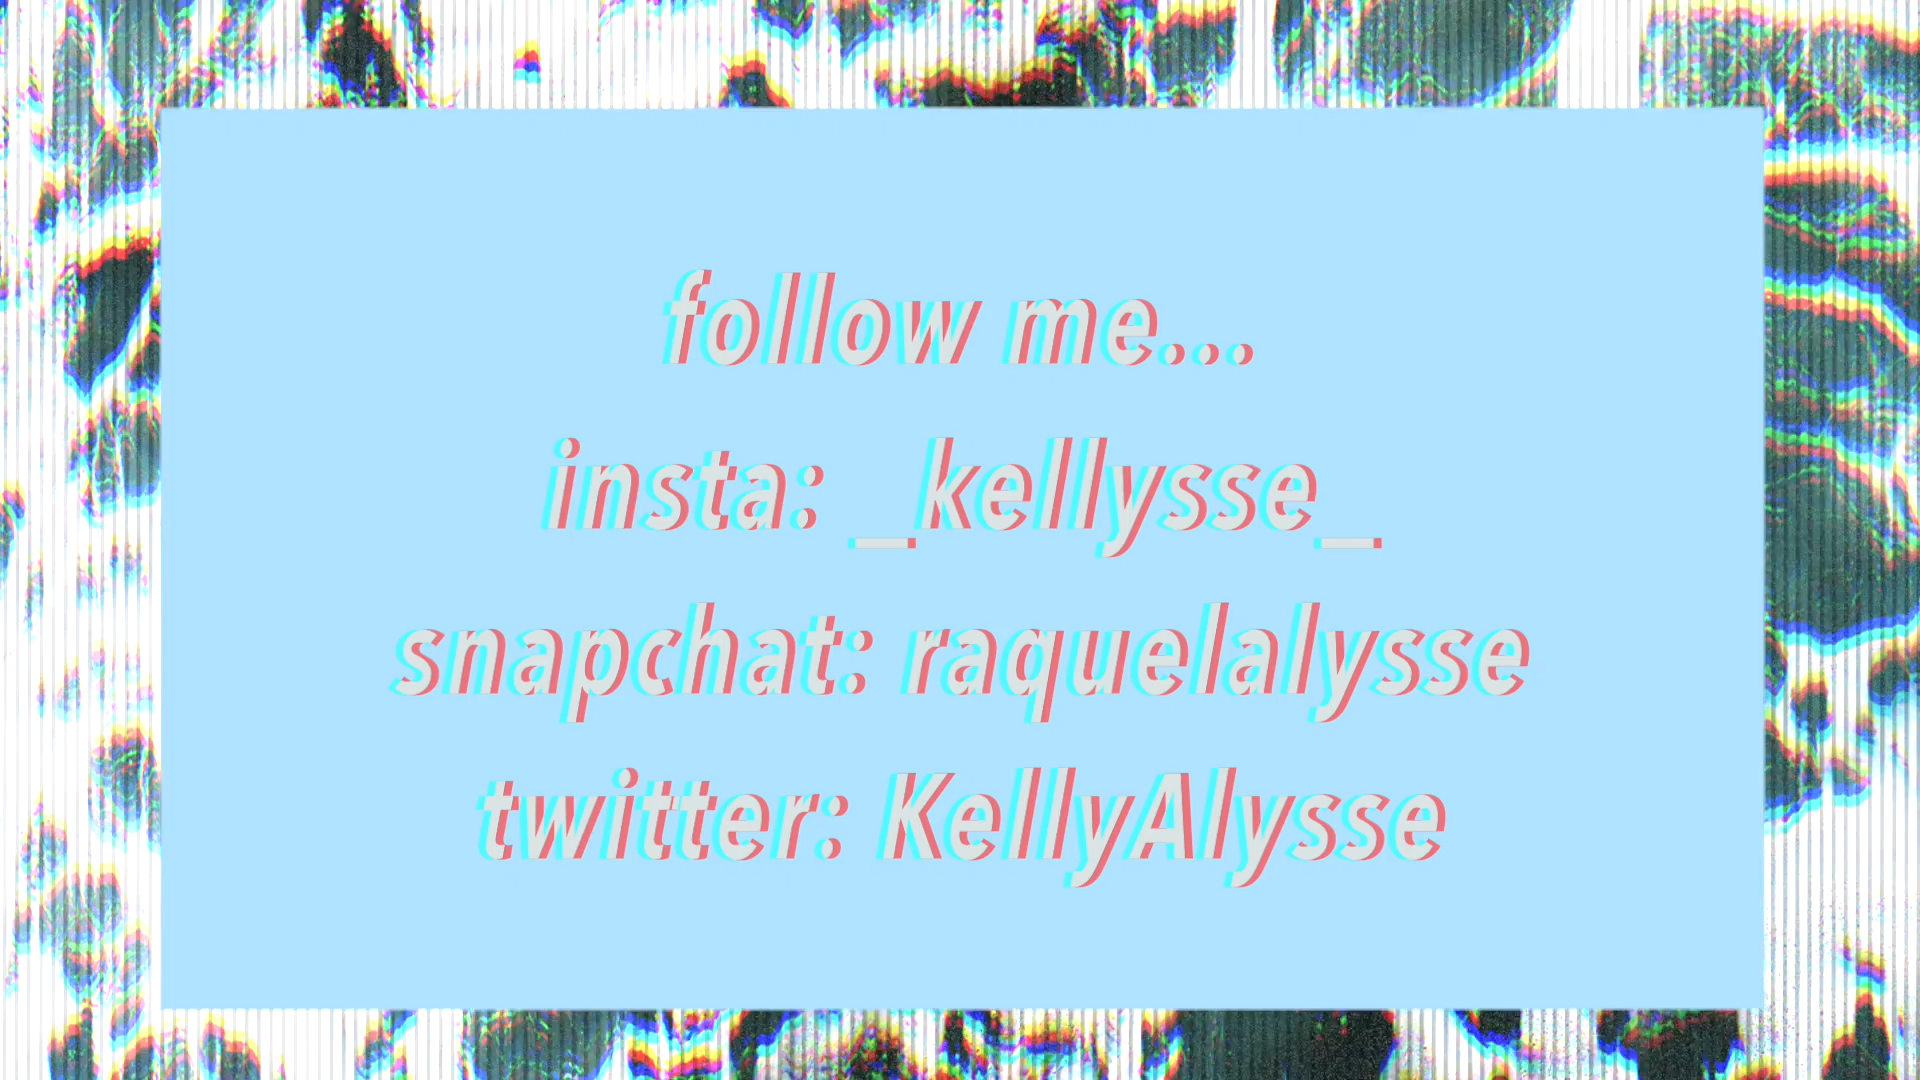 follow me...
insta: _kellysse_
snapchat: raquelalysse
twitter: KellyAlysse